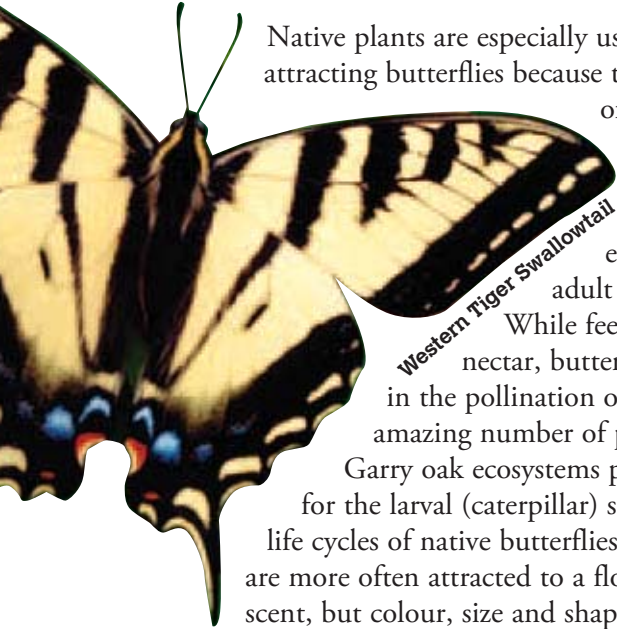 Native plants are especially us
attracting butterflies because t
or
e
adult
While fee
nectar, butter
in the pollination o
amazing number of p
Garry oak ecosystems p
for the larval (caterpillar) s
life cycles of native butterflies
are more often attracted to a flo
scent, but colour, size and shap
Western Tiger Swallowtail